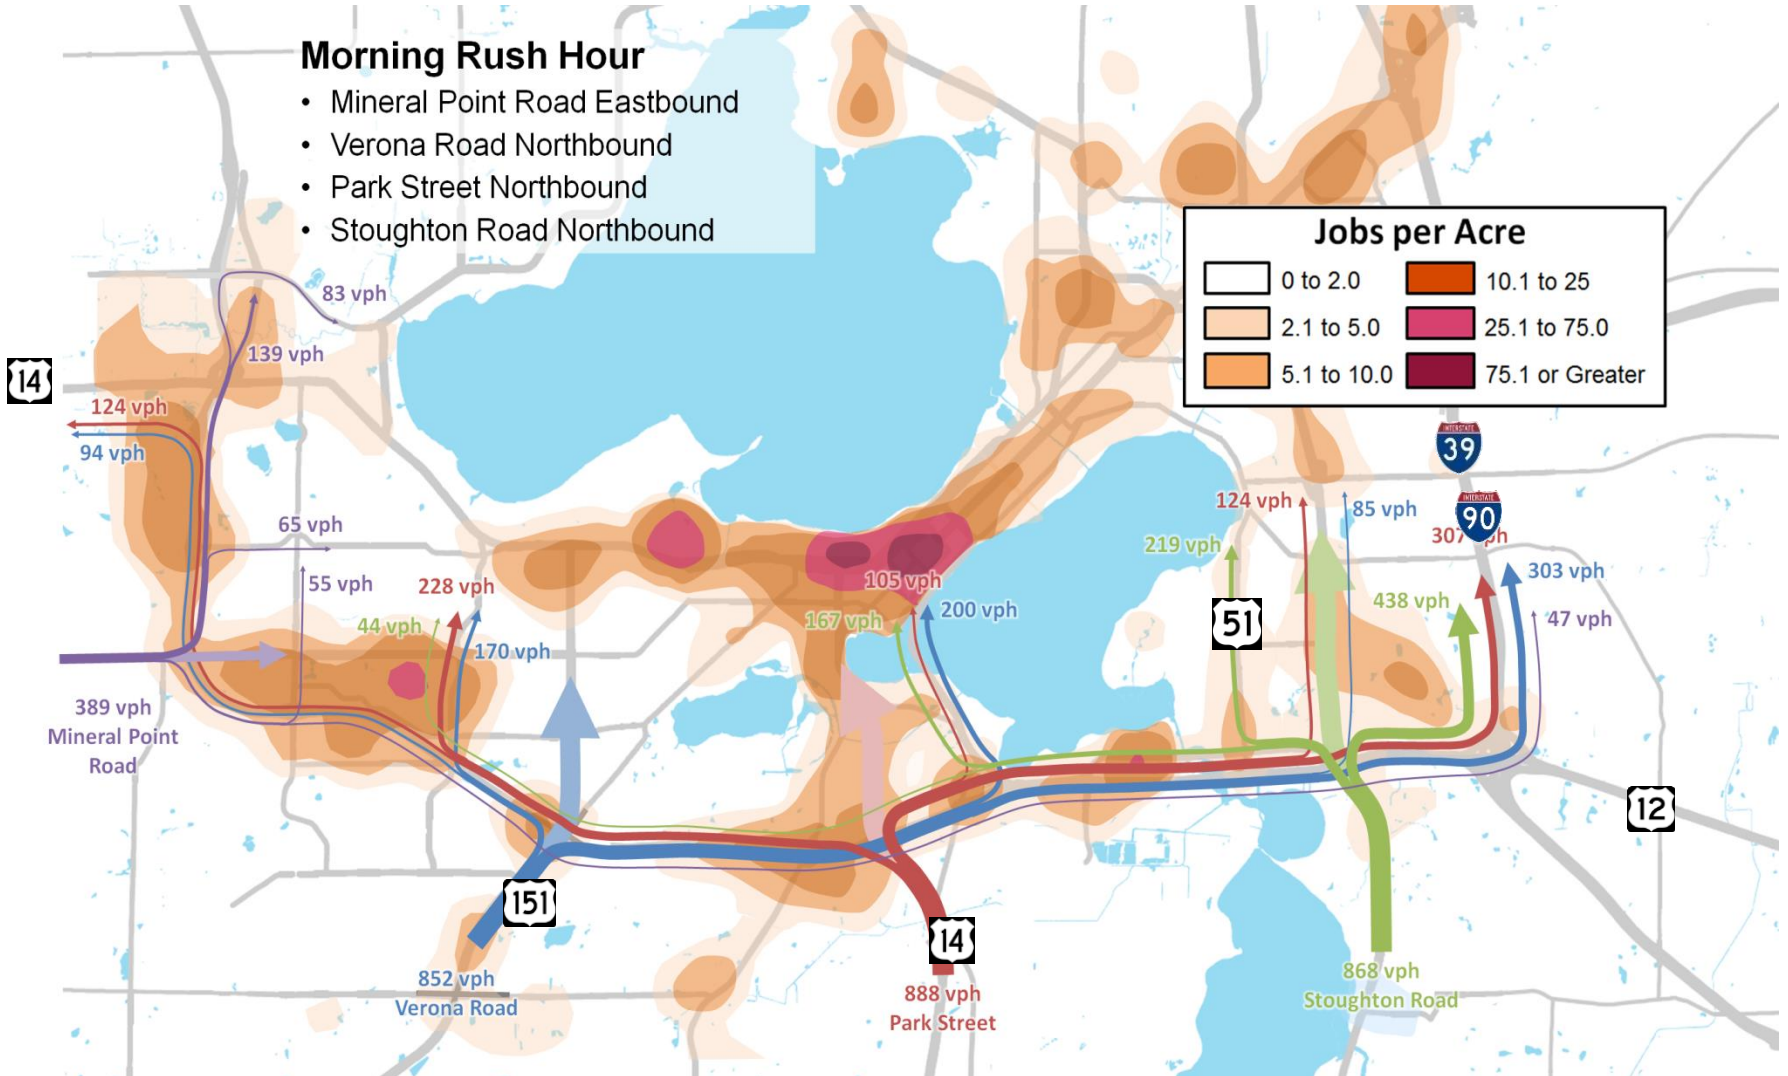 Morning Rush Hour
• Mineral Point Road Eastbound
• Verona Road Northbound
• Park Street Northbound
• Stoughton Road Northbound
Jobs per Acre
0 to 2.0
10.1 to 25
2.1 to 5.0
25.1 to 75.0
5.1 to 10.0
75.1 or Greater
83 vph
139 vph
14
124 vph
94 vph
65 vph
55 vph
228 vph
44 vph
170 vph
389 vph
Mineral Point
Road
105 vph
200 vph
167 vph
INTERSTATE
39
INTERSTATE
90
124 vph
85 vph
219 vph
307 ph
303 vph
438 vph
47 vph
51
12
151
14
852 vph
Verona Road
888 vph
Park Street
868 vph
Stoughton Road